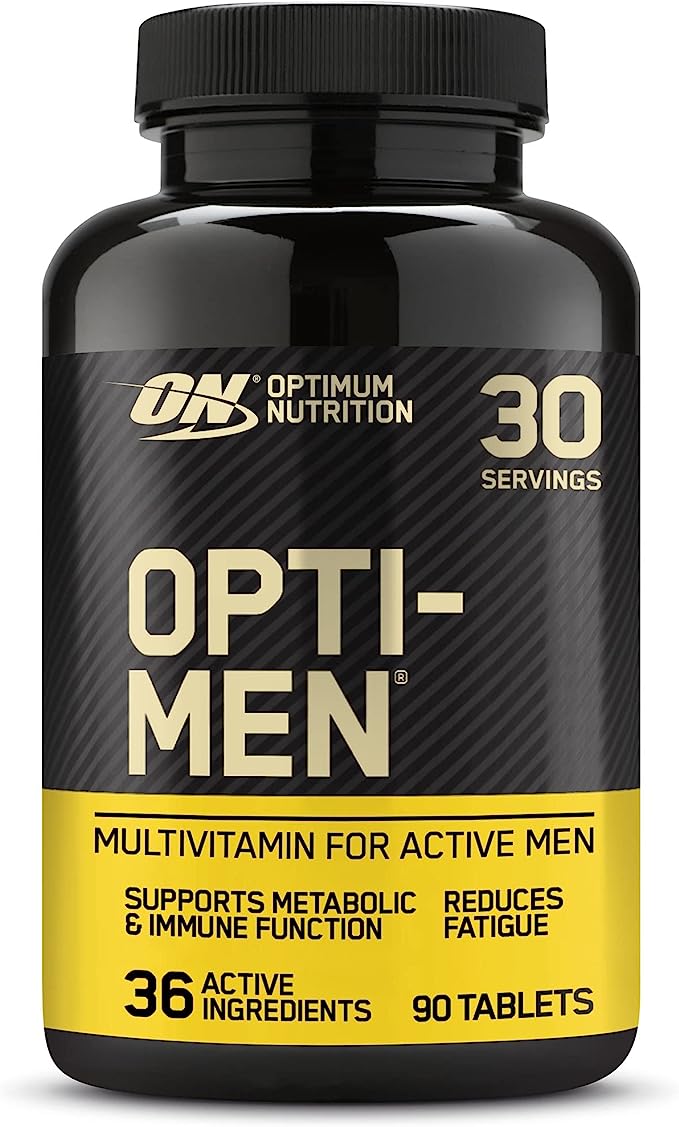 ON® OPTIMUM
NUTRITION
30
SERVINGS
OPTI-
MEN®
MULTIVITAMIN FOR ACTIVE MEN
SUPPORTS METABOLIC
& IMMUNE FUNCTION
REDUCES
FATIGUE
36 ACTIVE
INGREDIENTS
90 TABLETS